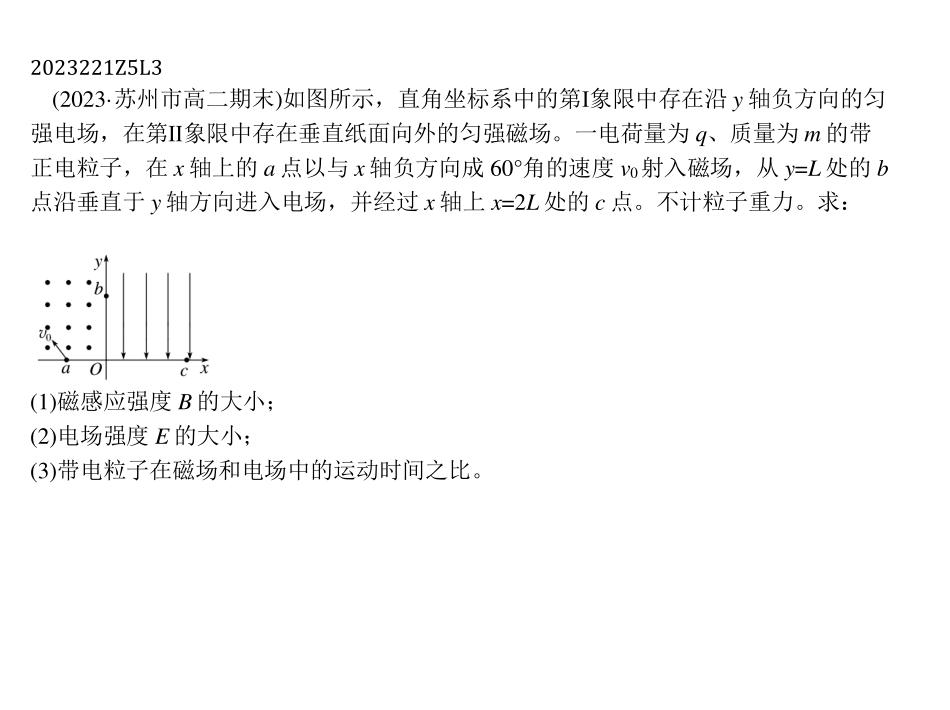 2023221Z5L3
(2023·苏州市高二期末)如图所示，直角坐标系中的第Ⅰ象限中存在沿 y 轴负方向的匀
强电场，在第Ⅱ象限中存在垂直纸面向外的匀强磁场。一电荷量为 q、质量为 m 的带
正电粒子，在 x 轴上的 a 点以与 x 轴负方向成 60°角的速度 v0 射入磁场，从 y=L 处的 b
点沿垂直于 y 轴方向进入电场，并经过 x 轴上 x=2L 处的 c 点。不计粒子重力。求：
y
b
v0
a O c x
(1)磁感应强度 B 的大小；
(2)电场强度 E 的大小；
(3)带电粒子在磁场和电场中的运动时间之比。